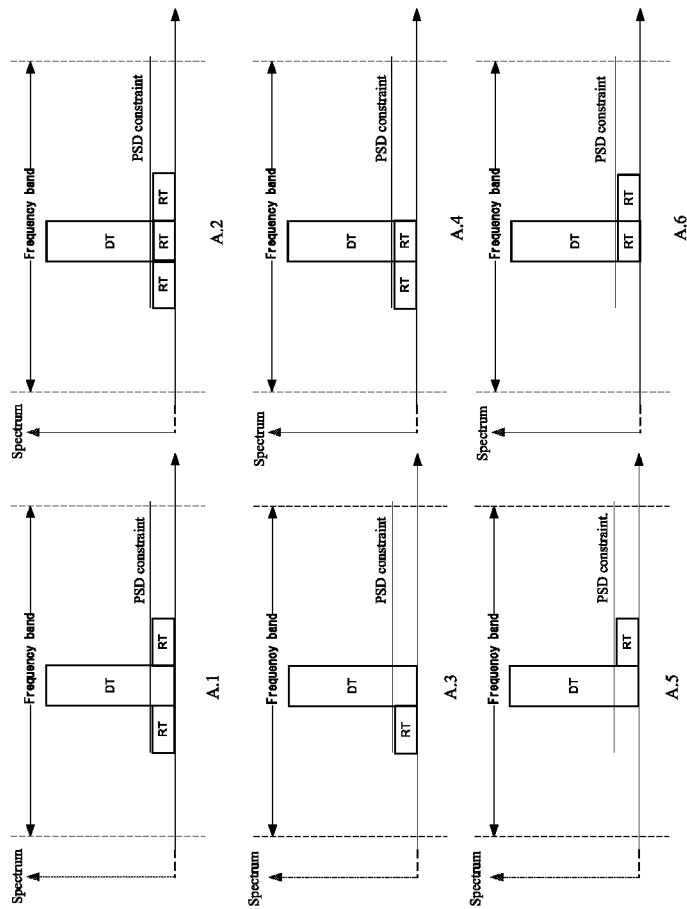 Spectrum
Frequency band
PSD constraint
DT
RT
RT
A.1
Spectrum
Frequency band
PSD constraint
DT
RT
RT
RT
A.2
Spectrum
Frequency band
PSD constraint
DT
RT
A.3
Spectrum
Frequency band
PSD constraint
DT
RT
RT
A.4
Spectrum
Frequency band
PSD constraint.
DT
RT
A.5
Spectrum
Frequency band
PSD constraint
DT
RT
RT
A.6